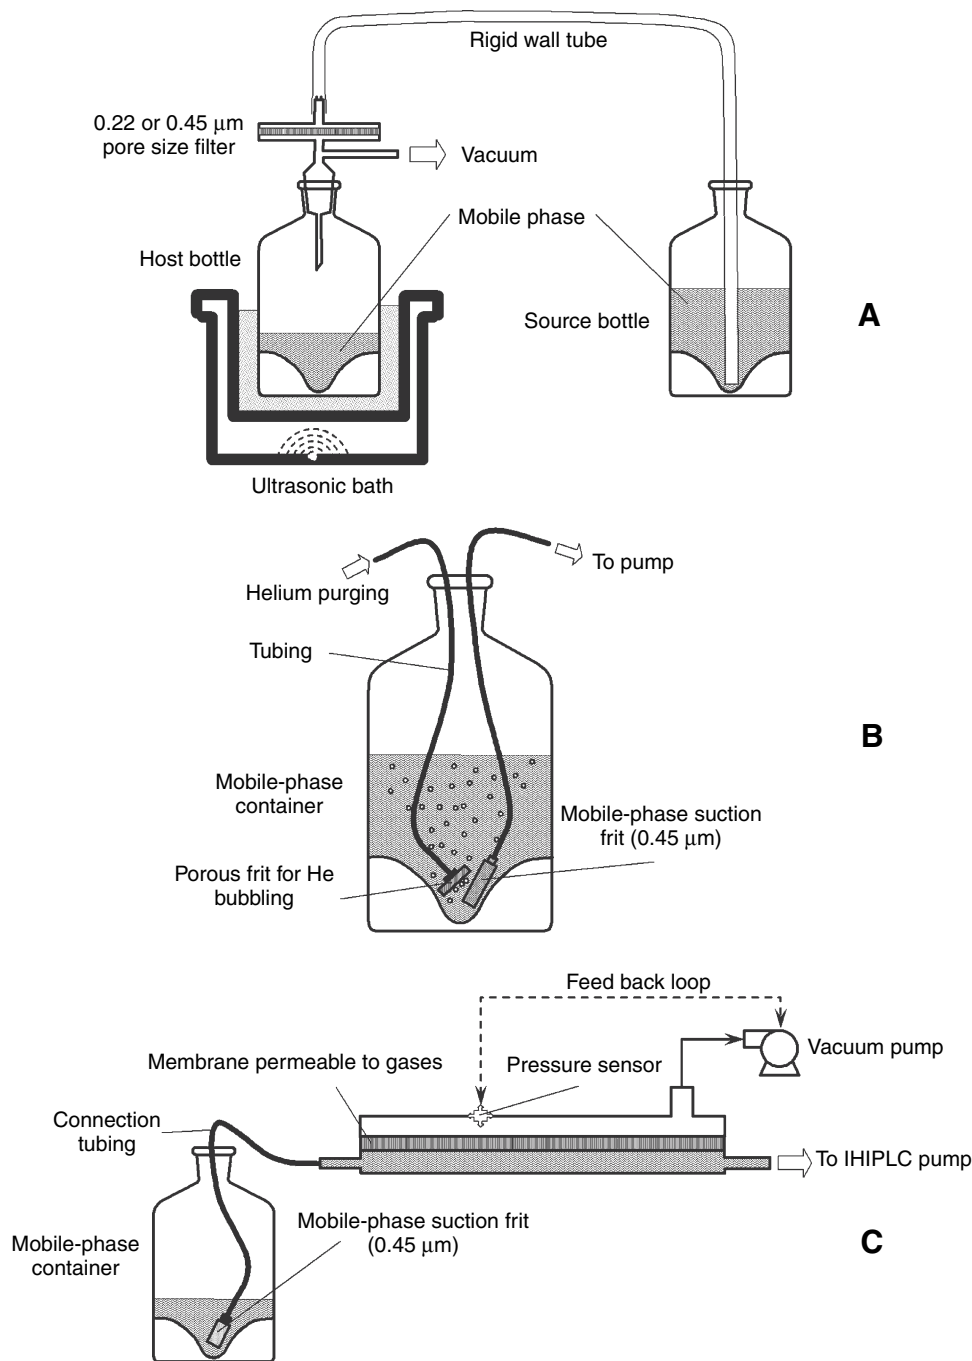 Rigid wall tube
0.22 or 0.45 μm
pore size filter
Vacuum
Mobile phase
Host bottle
Source bottle
A
Ultrasonic bath
To pump
Helium purging
Tubing
B
Mobile-phase
container
Mobile-phase suction
frit (0.45 μm)
Porous frit for He
bubbling
Feed back loop
Vacuum pump
Membrane permeable to gases
Pressure sensor
Connection
tubing
To IHIPLC pump
Mobile-phase suction frit
(0.45 μm)
Mobile-phase
container
C